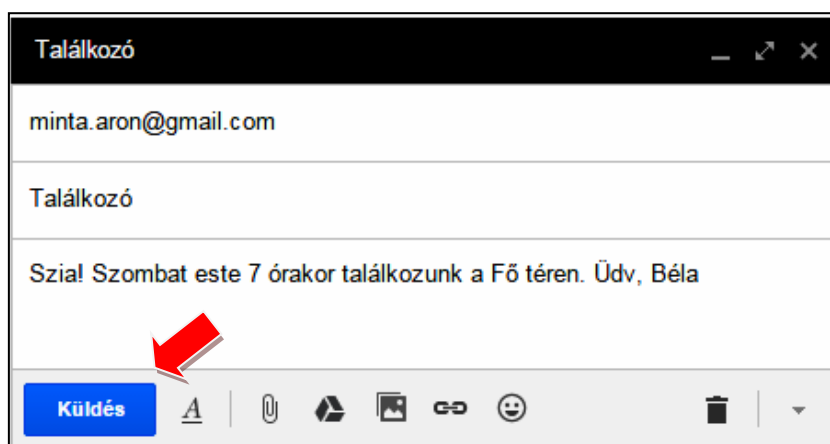 Találkozó
minta.aron@gmail.com
Találkozó
Szia! Szombat este 7 órakor találkozunk a Fő téren. Üdv, Béla
Küldés A